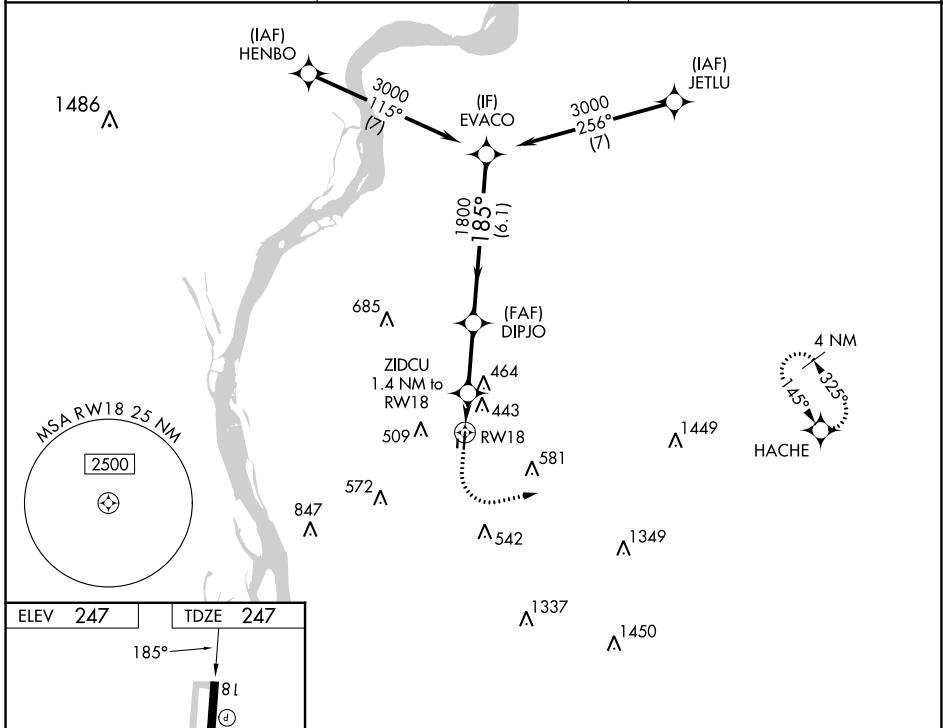 (IAF)
HENBO
(IAF)
JETLU
1486
3000
115°
(7)
(IF)
EVACO
3000
256°
(7)
1800
185°
(6.1)
685
(FAF)
DIPJO
4 NM
ZIDCU
1.4 NM to
RW18
464
443
145°
325°
MSA RW18 25 NM
509
RW18
1449
HACHE
2500
581
572
847
542
1349
ELEV 247
TDZE 247
1337
1450
185°
18
P